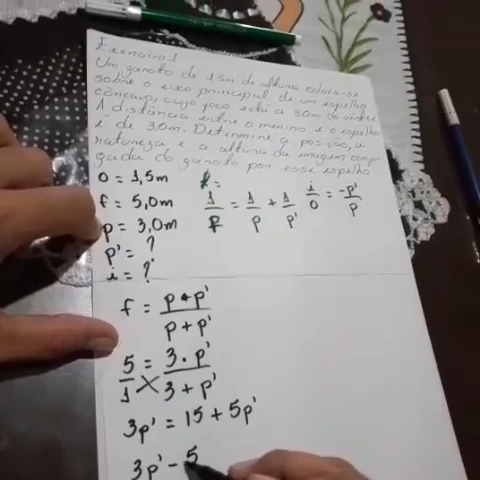 Exercício 1
Um garoto de 1,5m de altura coloca-se
sobre o eixo principal de um espelho
côncavo, cujo foco está a 5,0m do vértice
A distância entre o menino e o espelho
é de 3,0m. Determine a posição, a
natureza e a altura da imagem conju
gada do garoto por esse espelho
o = 1,5m
f = 5,0m
p = 3,0m
p' = ?
i = ?
1/f = 1/p + 1/p' i/o = -p'/p
f = p • p' / p + p'
5/1 = 3 . p' / 3 + p'
3p' = 15 + 5p'
3p' - 5